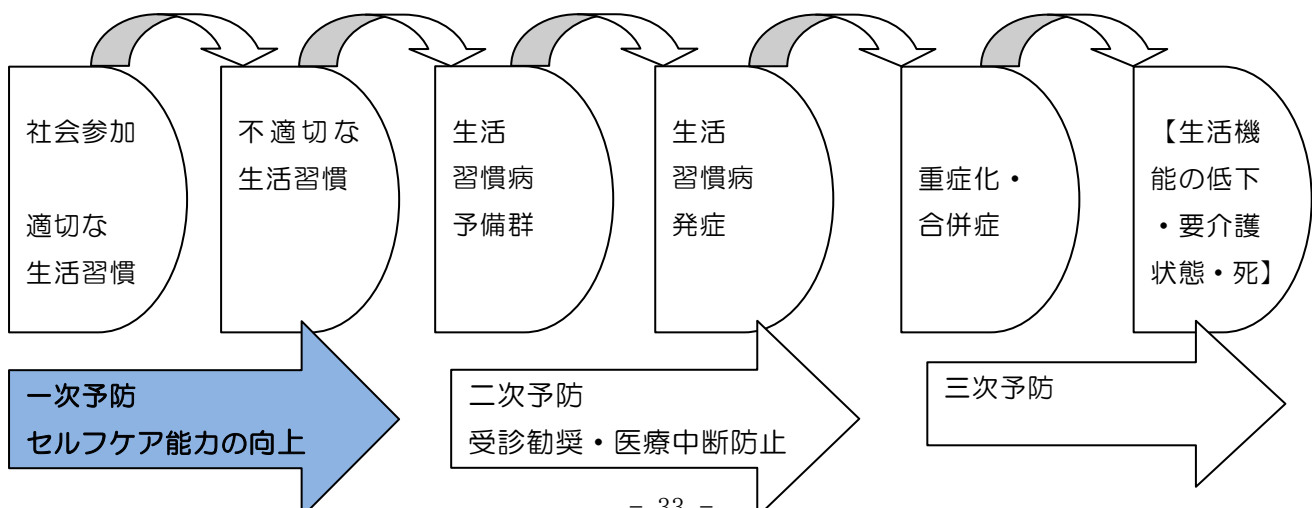 社会参加
適切な
生活習慣
不適切な
生活習慣
生活
習慣病
予備群
生活
習慣病
発症
重症化・
合併症
【生活機
能の低下
・要介護
状態・死】
一次予防
セルフケア能力の向上
二次予防
受診勧奨・医療中断防止
三次予防
- 33 -